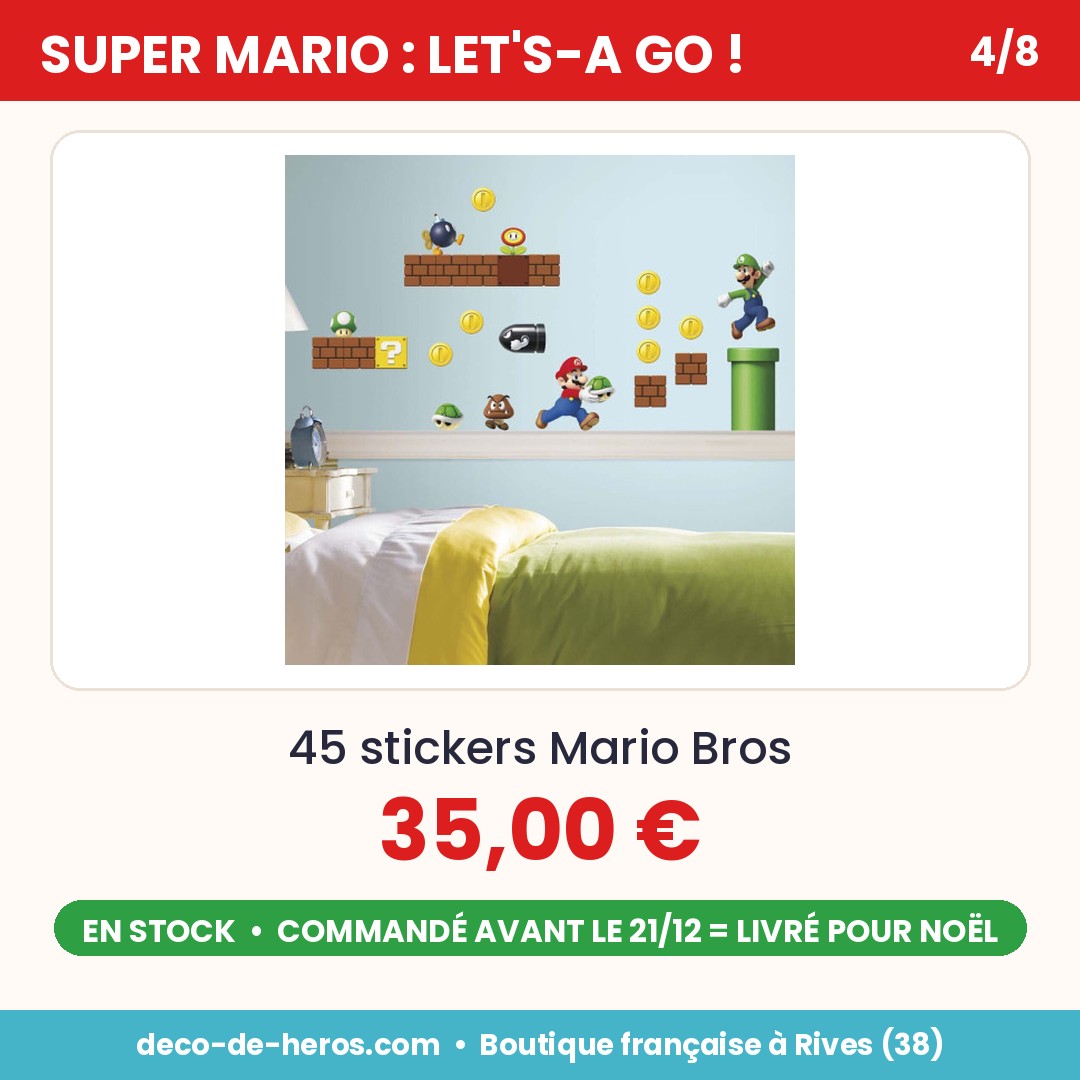 SUPER MARIO : LET'S-A GO !
4/8
?
45 stickers Mario Bros
35,00 €
EN STOCK • COMMANDÉ AVANT LE 21/12 = LIVRÉ POUR NOËL
deco-de-heros.com • Boutique française à Rives (38)